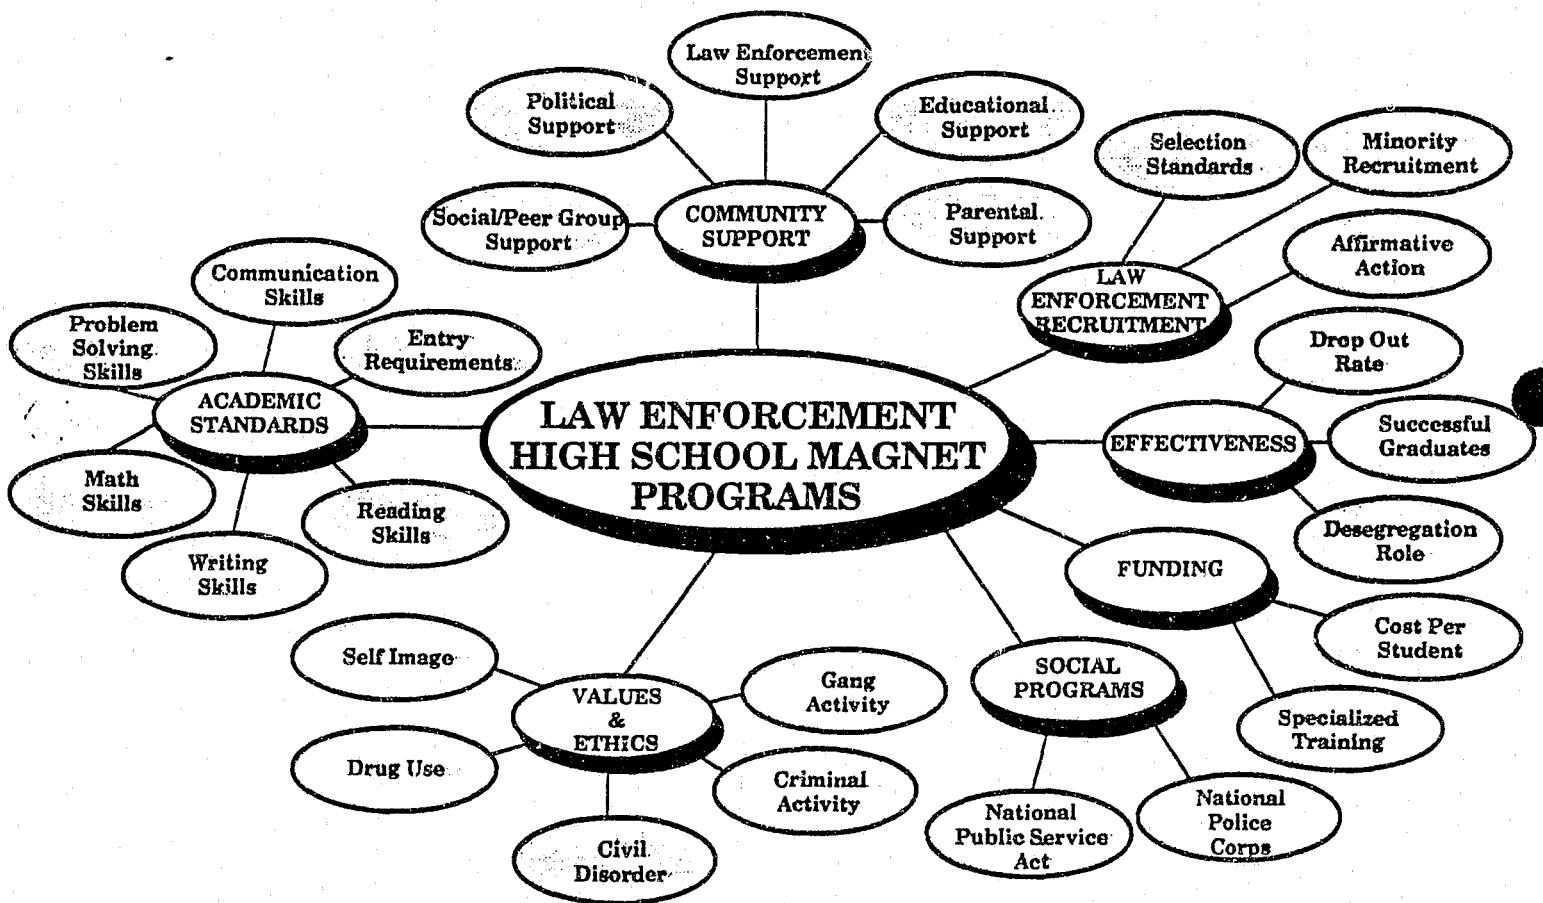 Law Enforcemen
Support
Political
Support
Educational
Support
Social/Peer Group
Support
COMMUNITY
SUPPORT
Parental
Support
Selection
Standards
Minority
Recruitment
Affirmative
Action
LAW
ENFORCEMENT
RECRUITMENT
Communication
Skills
Problem
Solving
Skills
Entry
Requirements
ACADEMIC
STANDARDS
Math
Skills
Writing
Skills
Reading
Skills
LAW ENFORCEMENT
HIGH SCHOOL MAGNET
PROGRAMS
Drop Out
Rate
EFFECTIVENESS
Successful
Graduates
Desegregation
Role
FUNDING
Cost Per
Student
Specialized
Training
SOCIAL
PROGRAMS
National
Public Service
Act
National
Police
Corps
VALUES
&
ETHICS
Self Image
Gang
Activity
Drug Use
Criminal
Activity
Civil
Disorder